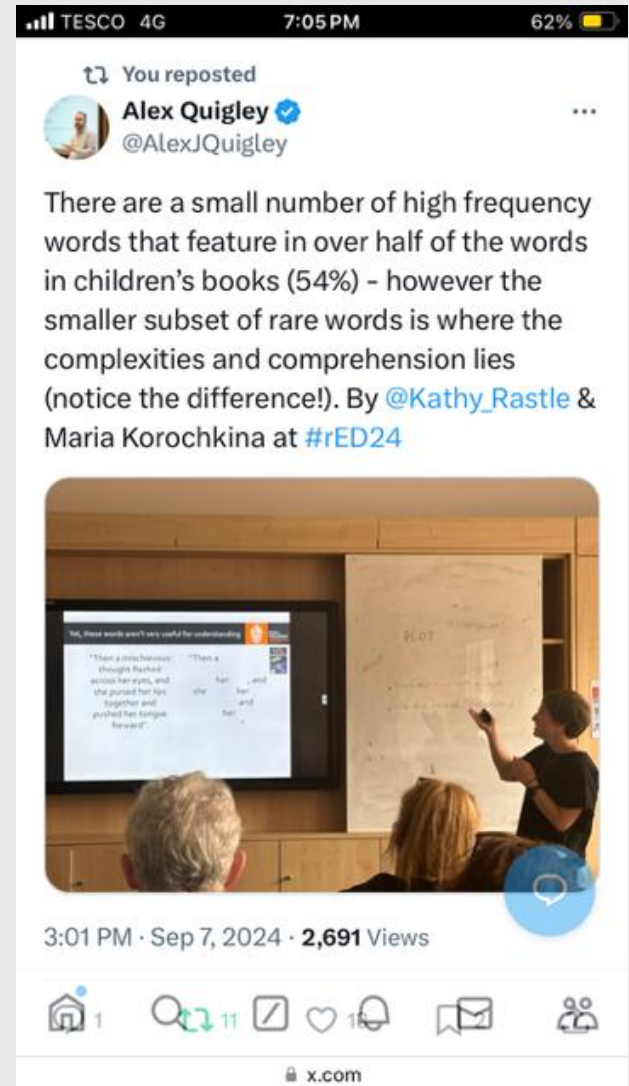 TESCO 4G 7:05 PM 62%
You reposted
Alex Quigley
@AlexJQuigley
There are a small number of high frequency
words that feature in over half of the words
in children's books (54%) – however the
smaller subset of rare words is where the
complexities and comprehension lies
(notice the difference!). By @Kathy_Rastle &
Maria Korochkina at #rED24
Yet, these words aren't very useful for understanding
"Then a mischievous
thought flashed
across her eyes, and
she pursed her lips
together and
pushed her tongue
forward".
"Then a
her , and
she her
and
her
PLOT
3:01 PM · Sep 7, 2024 · 2,691 Views
1 11 2
x.com